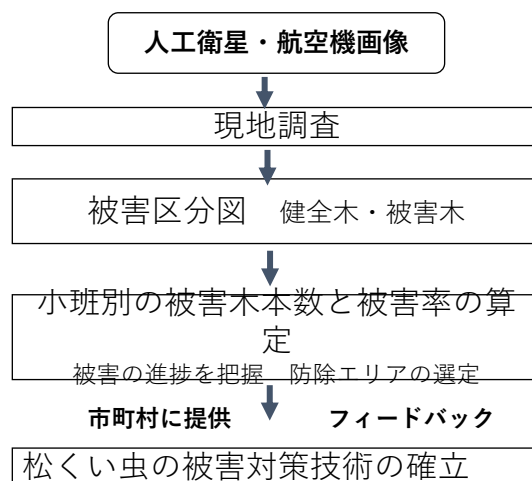 人工衛星・航空機画像
現地調査
被害区分図　健全木・被害木
小班別の被害木本数と被害率の算
定
被害の進捗を把握　防除エリアの選定
市町村に提供　フィードバック
松くい虫の被害対策技術の確立